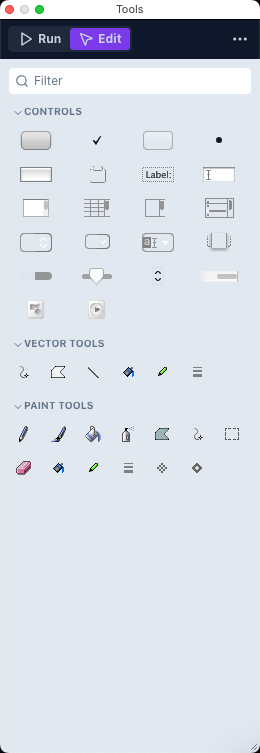 Tools
Run Edit
Filter
CONTROLS
Label:
a
VECTOR TOOLS
PAINT TOOLS